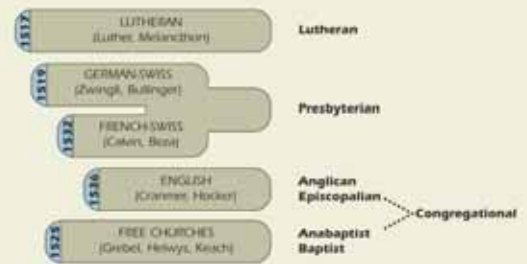 1517
LUTHERAN
(Luther, Melancthon)
Lutheran
1519
GERMAN-SWISS
(Zwingli, Bullinger)
Presbyterian
1532
FRENCH-SWISS
(Calvin, Beza)
1536
ENGLISH
(Cranmer, Hooker)
Anglican
Episcopalian
Congregational
1525
FREE CHURCHES
(Grebel, Helwys, Keach)
Anabaptist
Baptist